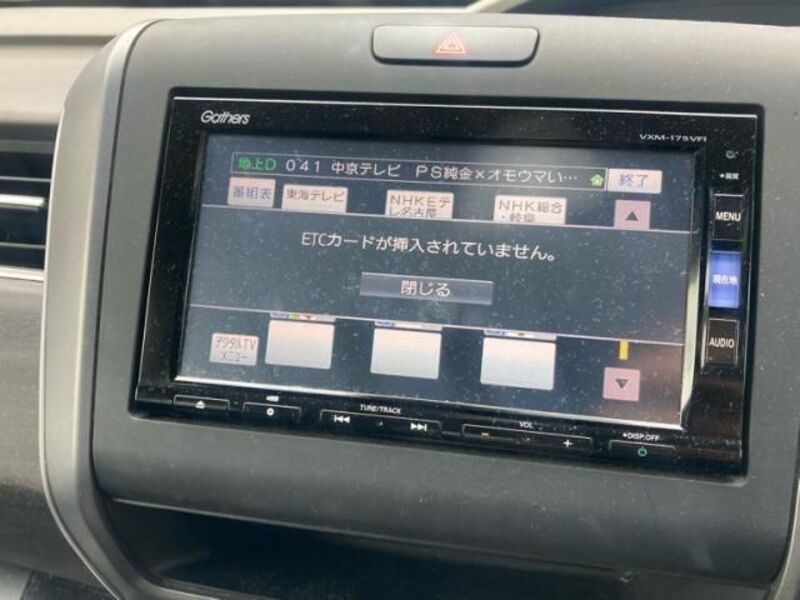 Gathers
VXM-175VFI
地上D 041 中京テレビ PS純金×オモウマい… 終了
番組表 東海テレビ NHKEテレ名古屋 NHK総合・岐阜
ETCカードが挿入されていません。
閉じる
デジタルTVメニュー
*画質
MENU
現在地
AUDIO
TUNE/TRACK
VOL
*DISP.OFF